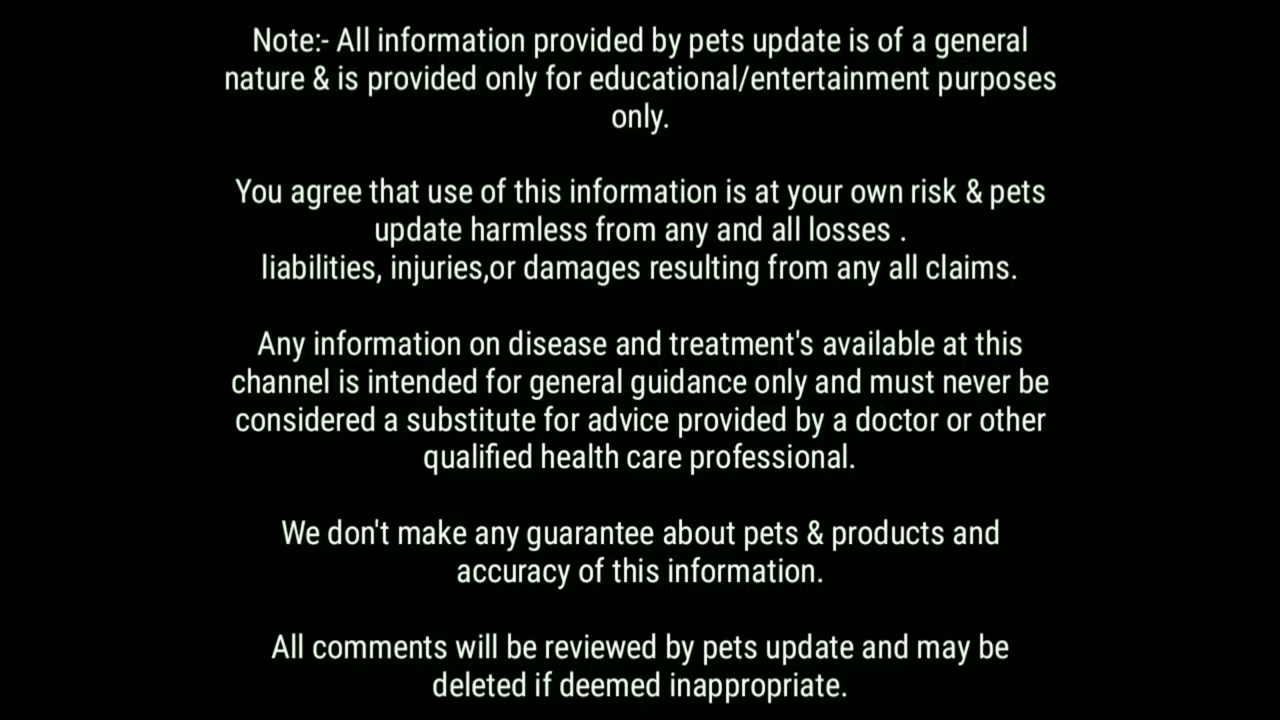 Note:- All information provided by pets update is of a general
nature & is provided only for educational/entertainment purposes
only.
You agree that use of this information is at your own risk & pets
update harmless from any and all losses .
liabilities, injuries,or damages resulting from any all claims.
Any information on disease and treatment's available at this
channel is intended for general guidance only and must never be
considered a substitute for advice provided by a doctor or other
qualified health care professional.
We don't make any guarantee about pets & products and
accuracy of this information.
All comments will be reviewed by pets update and may be
deleted if deemed inappropriate.